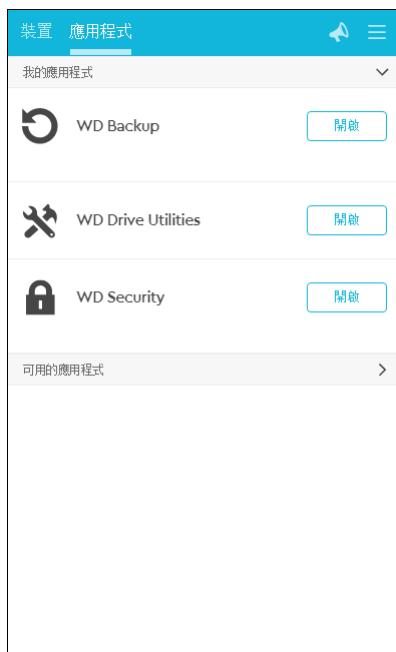 裝置 應用程式
我的應用程式
WD Backup 開啟
WD Drive Utilities 開啟
WD Security 開啟
可用的應用程式